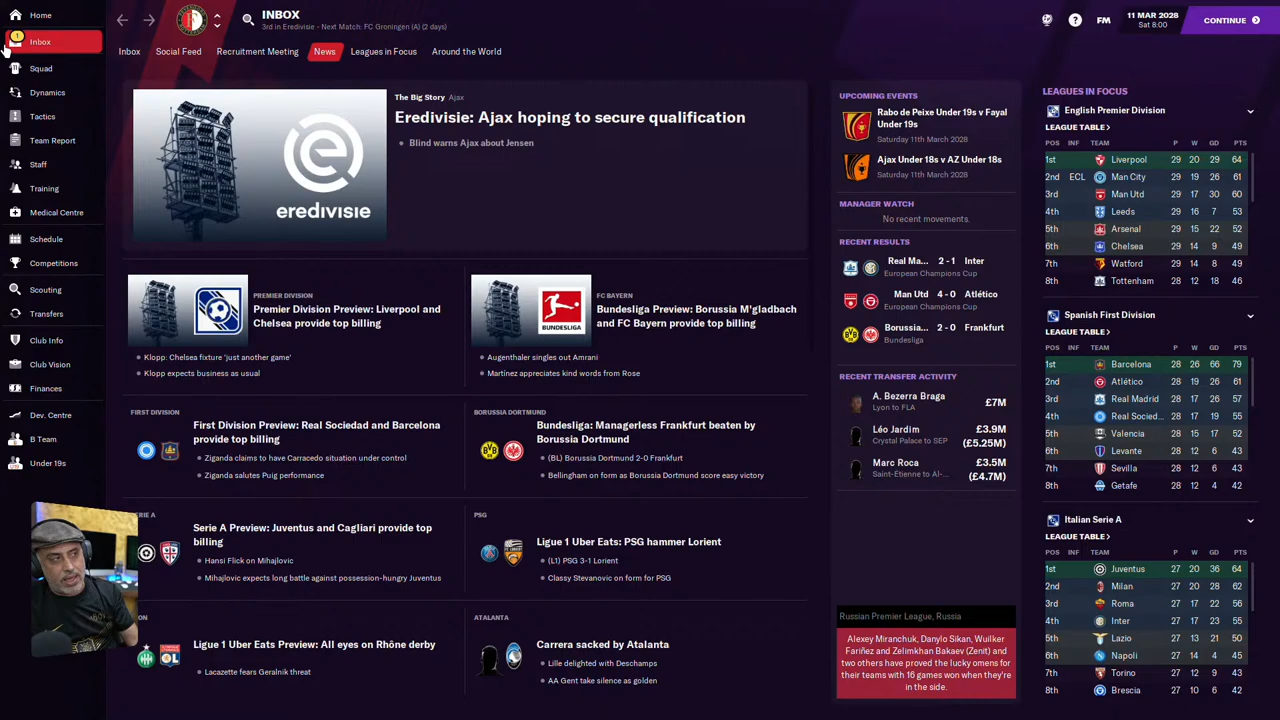 Home
1
Inbox
Squad
Dynamics
Tactics
Team Report
Staff
Training
Medical Centre
Schedule
Competitions
Scouting
Transfers
Club Info
Club Vision
Finances
Dev. Centre
B Team
Under 19s
INBOX
3rd in Eredivisie - Next Match: FC Groningen (A) (2 days)
FM
11 MAR 2028
Sat 8:00
CONTINUE
Inbox
Social Feed
Recruitment Meeting
News
Leagues in Focus
Around the World
eredivisie
The Big Story Ajax
Eredivisie: Ajax hoping to secure qualification
Blind warns Ajax about Jensen
PREMIER DIVISION
Premier Division Preview: Liverpool and
Chelsea provide top billing
Klopp: Chelsea fixture 'just another game'
Klopp expects business as usual
BUNDESLIGA
FC BAYERN
Bundesliga Preview: Borussia M'gladbach
and FC Bayern provide top billing
Augenthaler singles out Amrani
Martínez appreciates kind words from Rose
FIRST DIVISION
First Division Preview: Real Sociedad and Barcelona
provide top billing
Ziganda claims to have Carracedo situation under control
Ziganda salutes Puig performance
BORUSSIA DORTMUND
Bundesliga: Managerless Frankfurt beaten by
Borussia Dortmund
(BL) Borussia Dortmund 2-0 Frankfurt
Bellingham on form as Borussia Dortmund score easy victory
ERIE A
Serie A Preview: Juventus and Cagliari provide top
billing
Hansi Flick on Mihajlovic
Mihajlovic expects long battle against possession-hungry Juventus
PSG
Ligue 1 Uber Eats: PSG hammer Lorient
(L1) PSG 3-1 Lorient
Classy Stevanovic on form for PSG
ON
Ligue 1 Uber Eats Preview: All eyes on Rhône derby
Lacazette fears Geralnik threat
ATALANTA
Carrera sacked by Atalanta
Lille delighted with Deschamps
AA Gent take silence as golden
UPCOMING EVENTS
Rabo de Peixe Under 19s v Fayal
Under 19s
Saturday 11th March 2028
Ajax Under 18s v AZ Under 18s
Saturday 11th March 2028
MANAGER WATCH
No recent movements.
RECENT RESULTS
Real Ma... 2 - 1 Inter
European Champions Cup
Man Utd 4 - 0 Atlético
European Champions Cup
Borussia... 2 - 0 Frankfurt
Bundesliga
RECENT TRANSFER ACTIVITY
A. Bezerra Braga £7M
Lyon to FLA
Léo Jardim £3.9M
Crystal Palace to SEP (£5.25M)
Marc Roca £3.5M
Saint-Etienne to Al-... (£4.7M)
Russian Premier League, Russia
Alexey Miranchuk, Danylo Sikan, Wuilker
Fariñez and Zelimkhan Bakaev (Zenit) and
two others have proved the lucky omens for
their teams with 16 games won when they're
in the side.
LEAGUES IN FOCUS
English Premier Division
LEAGUE TABLE
POS INF TEAM P W GD PTS
1st Liverpool 29 20 29 64
2nd ECL Man City 29 19 26 61
3rd Man Utd 29 17 30 60
4th Leeds 29 16 7 53
5th Arsenal 29 15 22 52
6th Chelsea 29 14 9 49
7th Watford 29 14 8 49
8th Tottenham 28 12 18 46
Spanish First Division
LEAGUE TABLE
POS INF TEAM P W GD PTS
1st Barcelona 28 26 66 79
2nd Atlético 28 19 26 61
3rd Real Madrid 28 17 26 57
4th Real Socied... 28 17 19 55
5th Valencia 28 15 17 52
6th Levante 28 12 6 43
7th Sevilla 28 12 6 43
8th Getafe 28 12 4 42
Italian Serie A
LEAGUE TABLE
POS INF TEAM P W GD PTS
1st Juventus 27 20 36 64
2nd Milan 27 20 28 62
3rd Roma 27 17 22 56
4th Inter 27 17 23 55
5th Lazio 27 13 21 50
6th Napoli 27 14 4 45
7th Torino 27 12 9 43
8th Brescia 27 10 6 42